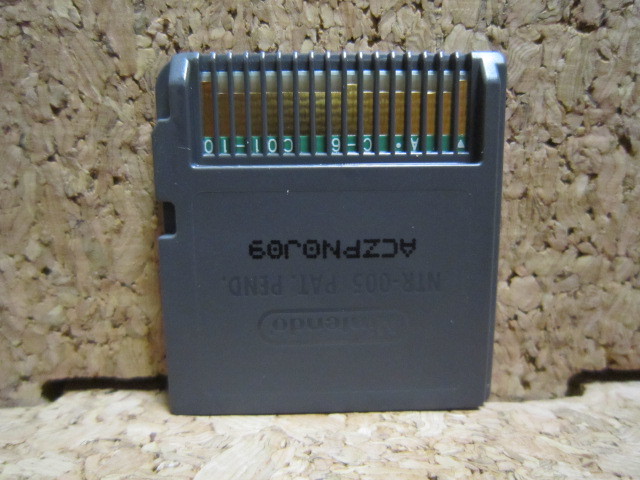 Nintendo
NTR-005 PAT. PEND.
ACZPN0J09